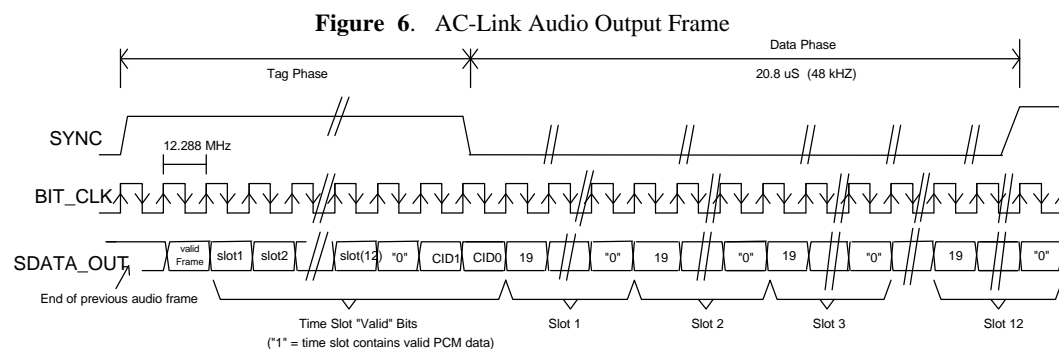 Figure 6. AC-Link Audio Output Frame
Tag Phase
Data Phase
20.8 uS (48 kHZ)
SYNC
12.288 MHz
BIT_CLK
SDATA_OUT
valid
Frame
slot1
slot2
slot(12)
"0"
CID1
CID0
19
"0"
19
"0"
19
"0"
19
"0"
End of previous audio frame
Time Slot "Valid" Bits
("1" = time slot contains valid PCM data)
Slot 1
Slot 2
Slot 3
Slot 12